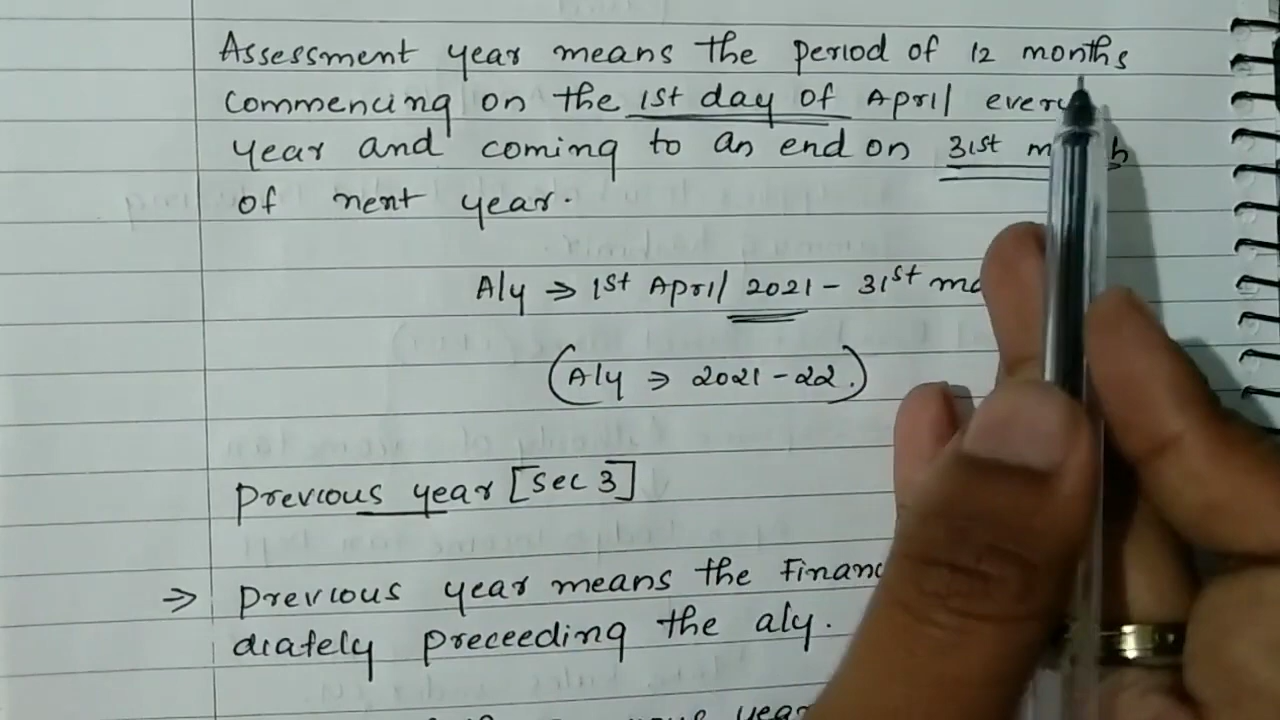 Assessment year means the period of 12 months
commencing on the 1st day of April every
year and coming to an end on 31st
of next year.
A/y ⇒ 1st April 2021 - 31st
(A/y ⇒ 2021-22.)
Previous year [Sec 3]
⇒ Previous year means the
diately preceeding the a/y.
year